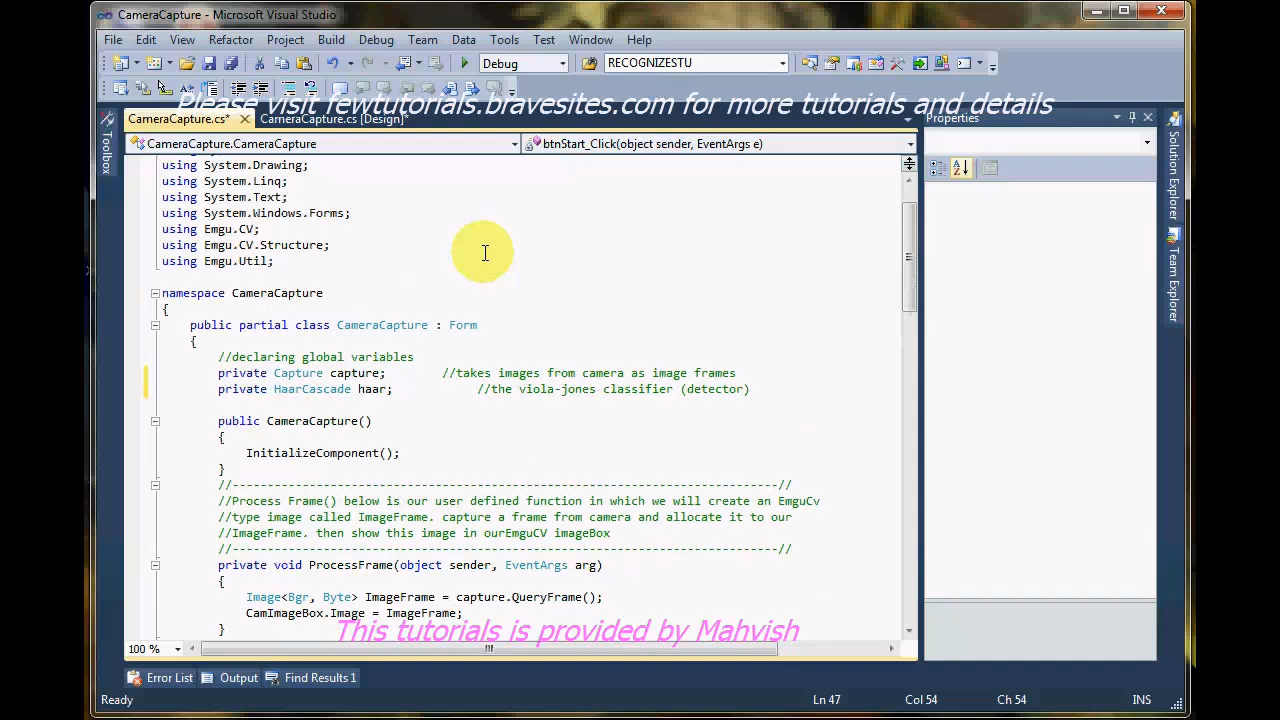 CameraCapture - Microsoft Visual Studio
File Edit View Refactor Project Build Debug Team Data Tools Test Window Help
Debug RECOGNIZESTU
Please visit fewtutorials.bravesites.com for more tutorials and details
CameraCapture.cs* CameraCapture.cs [Design]* Properties
CameraCapture.CameraCapture btnStart_Click(object sender, EventArgs e)
Toolbox
Solution Explorer
Team Explorer
using System.Drawing;
using System.Linq;
using System.Text;
using System.Windows.Forms;
using Emgu.CV;
using Emgu.CV.Structure;
using Emgu.Util;
namespace CameraCapture
{
public partial class CameraCapture : Form
{
//declaring global variables
private Capture capture; //takes images from camera as image frames
private HaarCascade haar; //the viola-jones classifier (detector)
public CameraCapture()
{
InitializeComponent();
}
//-----------------------------------------------------------------------------//
//Process Frame() below is our user defined function in which we will create an EmguCv
//type image called ImageFrame. capture a frame from camera and allocate it to our
//ImageFrame. then show this image in ourEmguCV imageBox
//-----------------------------------------------------------------------------//
private void ProcessFrame(object sender, EventArgs arg)
{
Image<Bgr, Byte> ImageFrame = capture.QueryFrame();
CamImageBox.Image = ImageFrame;
}
This tutorials is provided by Mahvish
100 %
Error List Output Find Results 1
Ready Ln 47 Col 54 Ch 54 INS